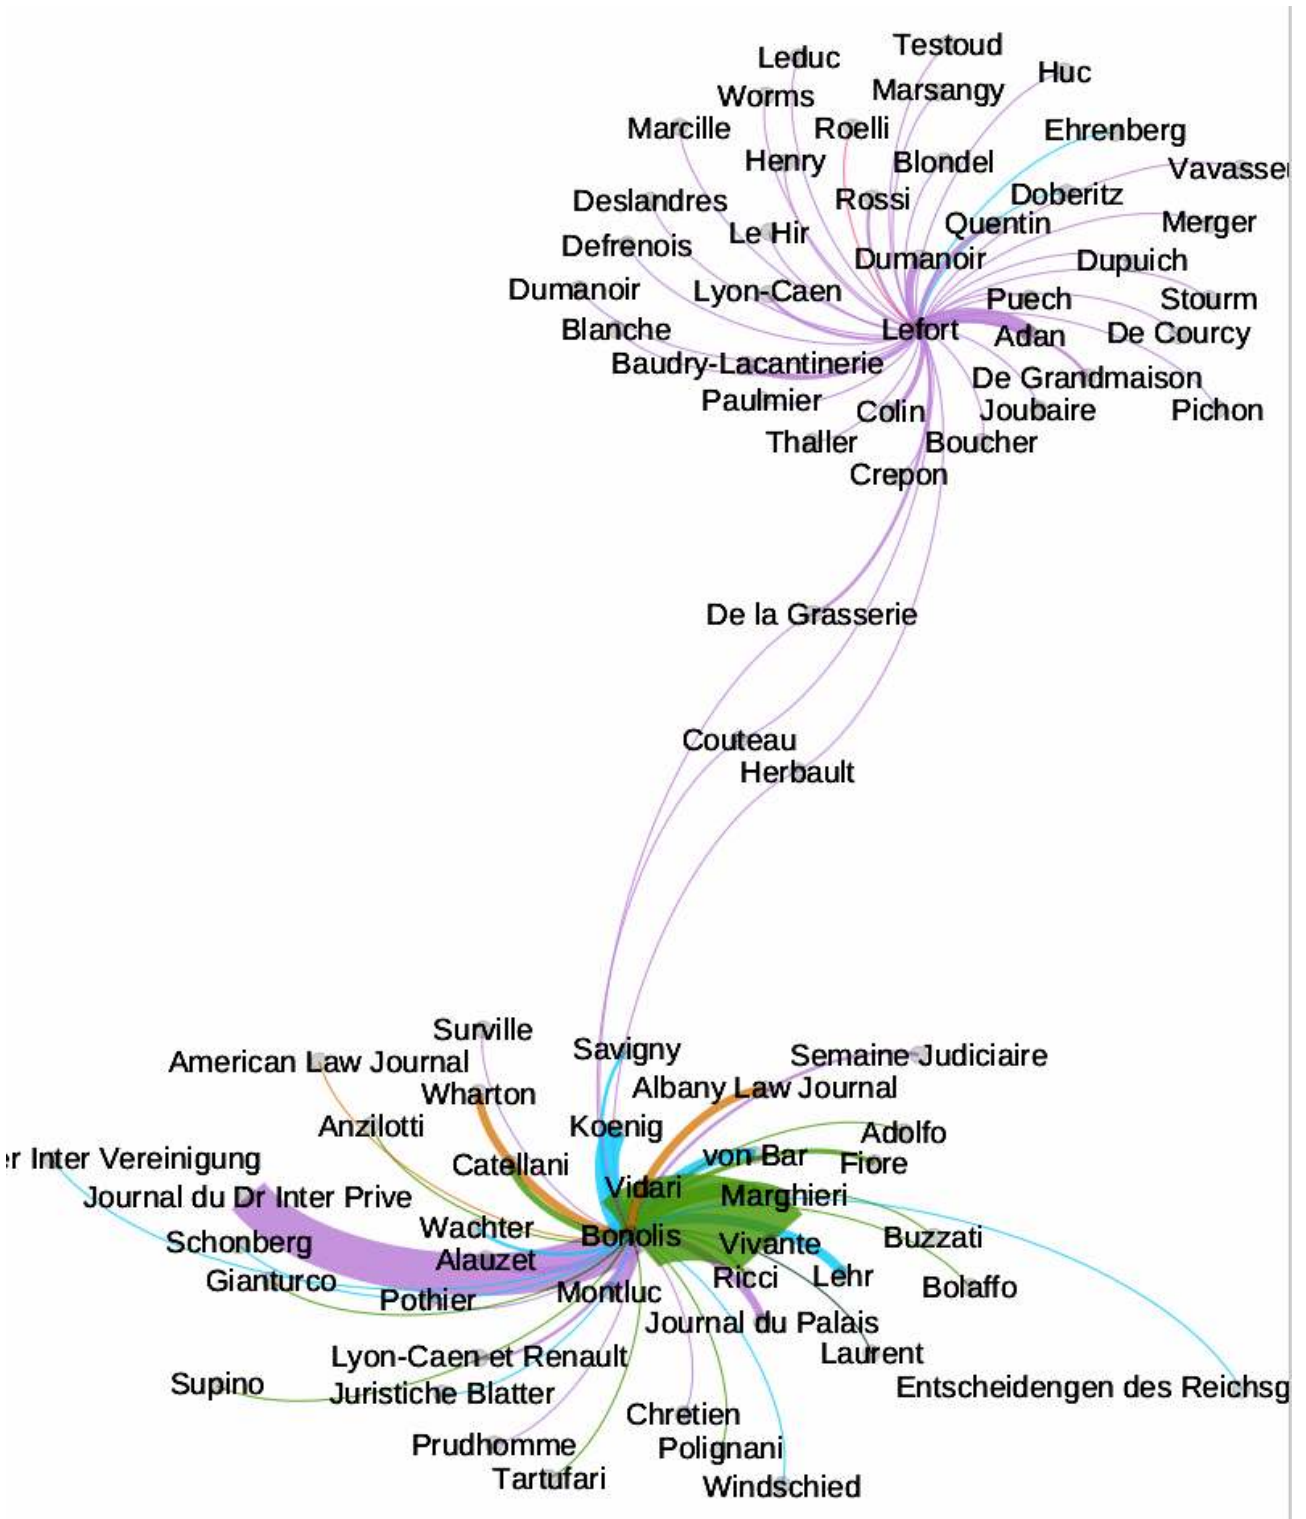 Testoud
Leduc
Huc
Marsangy
Worms
Marcille
Roelli
Ehrenberg
Henry
Blondel
Vavasse
Deslandres
Rossi
Doberitz
Le Hir
Quentin
Merger
Defrenois
Dumanoir
Dupuich
Dumanoir
Lyon-Caen
Puech
Stourm
Blanche
Lefort
Adan
De Courcy
Baudry-Lacantinerie
De Grandmaison
Paulmier
Colin
Joubaire
Pichon
Thaller
Boucher
Crepon
De la Grasserie
Couteau
Herbault
Surville
Savigny
Semaine Judiciaire
American Law Journal
Albany Law Journal
Wharton
Anzilotti
Koenig
Adolfo
er Inter Vereinigung
Catellani
von Bar
Fiore
Journal du Dr Inter Prive
Vidari
Marghieri
Wachter
Bonolis
Schonberg
Alauzet
Vivante
Buzzati
Gianturco
Pothier
Montluc
Ricci
Lehr
Bolaffo
Journal du Palais
Lyon-Caen et Renault
Laurent
Supino
Juristiche Blatter
Entscheidengen des Reichsg
Chretien
Prudhomme
Polignani
Tartufari
Windschied